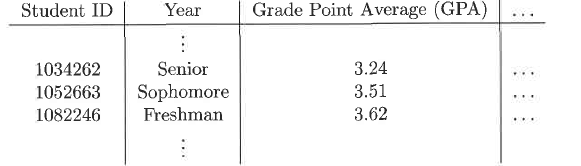 Student ID Year Grade Point Average (GPA) ...
⋮
1034262 Senior 3.24 ...
1052663 Sophomore 3.51 ...
1082246 Freshman 3.62 ...
⋮